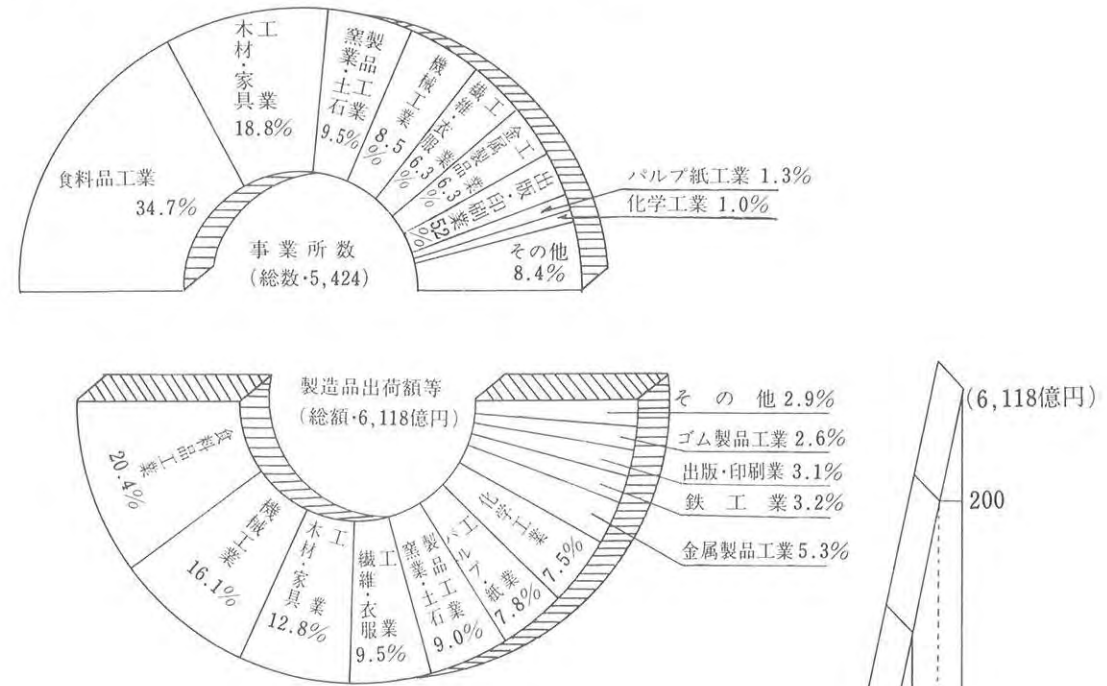 食料品工業
34.7%
木材・家具工業
18.8%
窯業・土石製品工業
9.5%
機械工業
8.5%
繊維・衣服工業
6.3%
金属製品工業
6.3%
出版・印刷業
52%
パルプ紙工業 1.3%
化学工業 1.0%
その他
8.4%
事業所数
(総数・5,424)
製造品出荷額等
(総額・6,118億円)
食料品工業
20.4%
機械工業
16.1%
木材・家具工業
12.8%
繊維・衣服工業
9.5%
窯業・土石製品工業
9.0%
パルプ・紙工業
7.8%
化学工業
7.5%
その他 2.9%
ゴム製品工業 2.6%
出版・印刷業 3.1%
鉄工業 3.2%
金属製品工業 5.3%
(6,118億円)
200